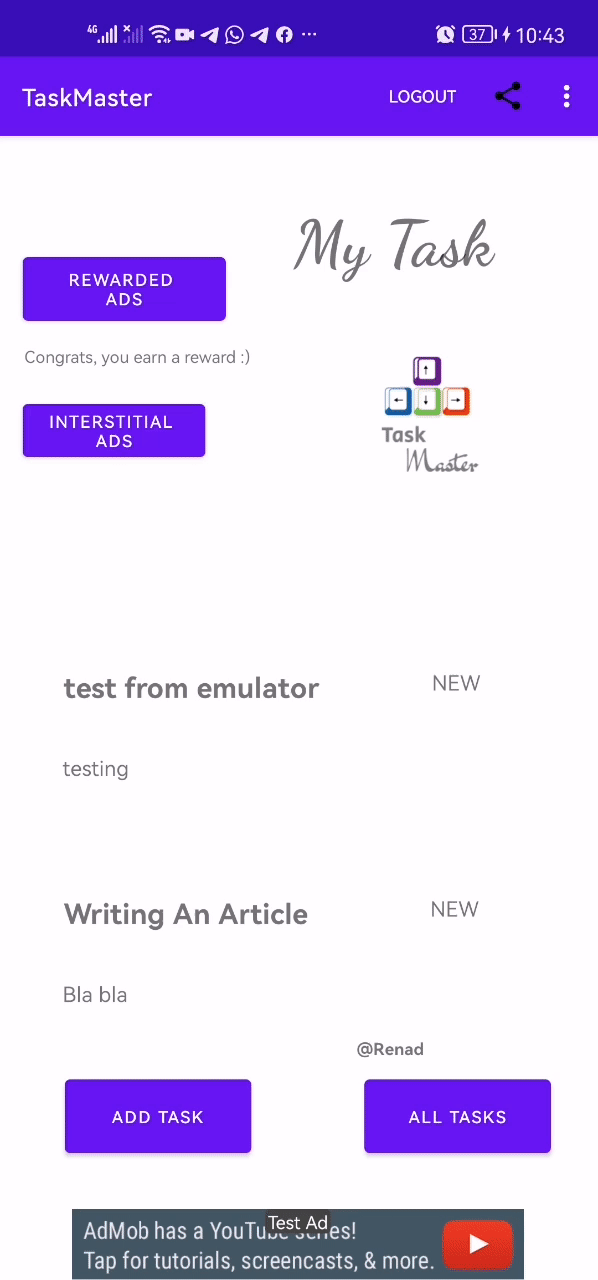 4G 37 10:43
TaskMaster LOGOUT
My Task
REWARDED
ADS
Congrats, you earn a reward :)
INTERSTITIAL
ADS
Task
Master
test from emulator NEW
testing
Writing An Article NEW
Bla bla
@Renad
ADD TASK ALL TASKS
Test Ad
AdMob has a YouTube series!
Tap for tutorials, screencasts, & more.